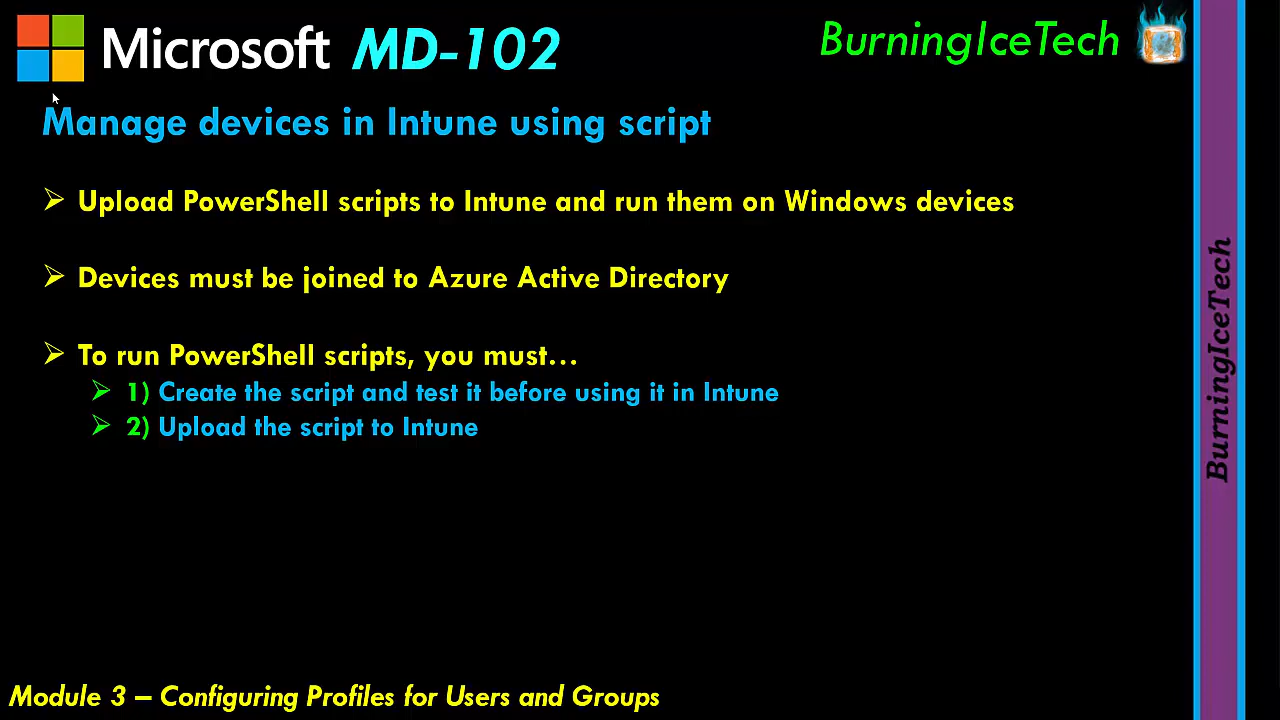 Microsoft MD-102
BurningIceTech
Manage devices in Intune using script
Upload PowerShell scripts to Intune and run them on Windows devices
Devices must be joined to Azure Active Directory
To run PowerShell scripts, you must…
1) Create the script and test it before using it in Intune
2) Upload the script to Intune
BurningIceTech
Module 3 – Configuring Profiles for Users and Groups